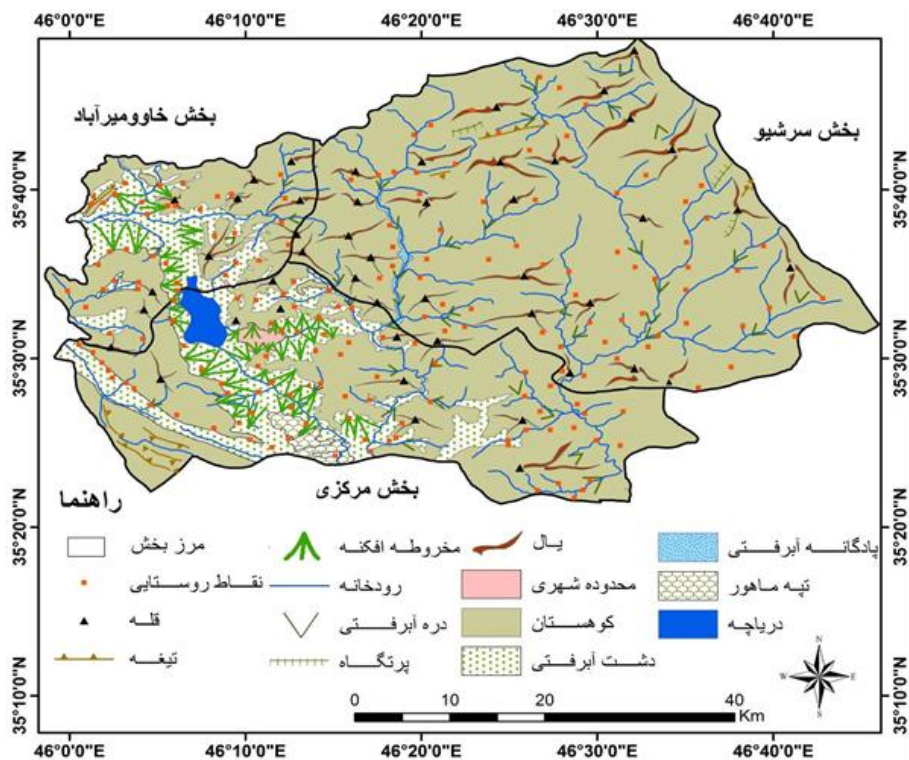 46°0'0"E 46°10'0"E 46°20'0"E 46°30'0"E 46°40'0"E
بخش خاوومیرآباد
بخش سرشیو
35°40'0"N 35°40'0"N
35°30'0"N 35°30'0"N
35°20'0"N 35°20'0"N
بخش مرکزی
راهنما
مرز بخش
نقاط روستایی
قله
تیغه
مخروطه افکنه
رودخانه
دره آبرفتی
پرتگاه
یال
محدوده شهری
کوهستان
دشت آبرفتی
پادگانه آبرفتی
تپه ماهور
دریاچه
N
W E
S
0 10 20 40
Km
35°10'0"N 35°10'0"N
46°0'0"E 46°10'0"E 46°20'0"E 46°30'0"E 46°40'0"E